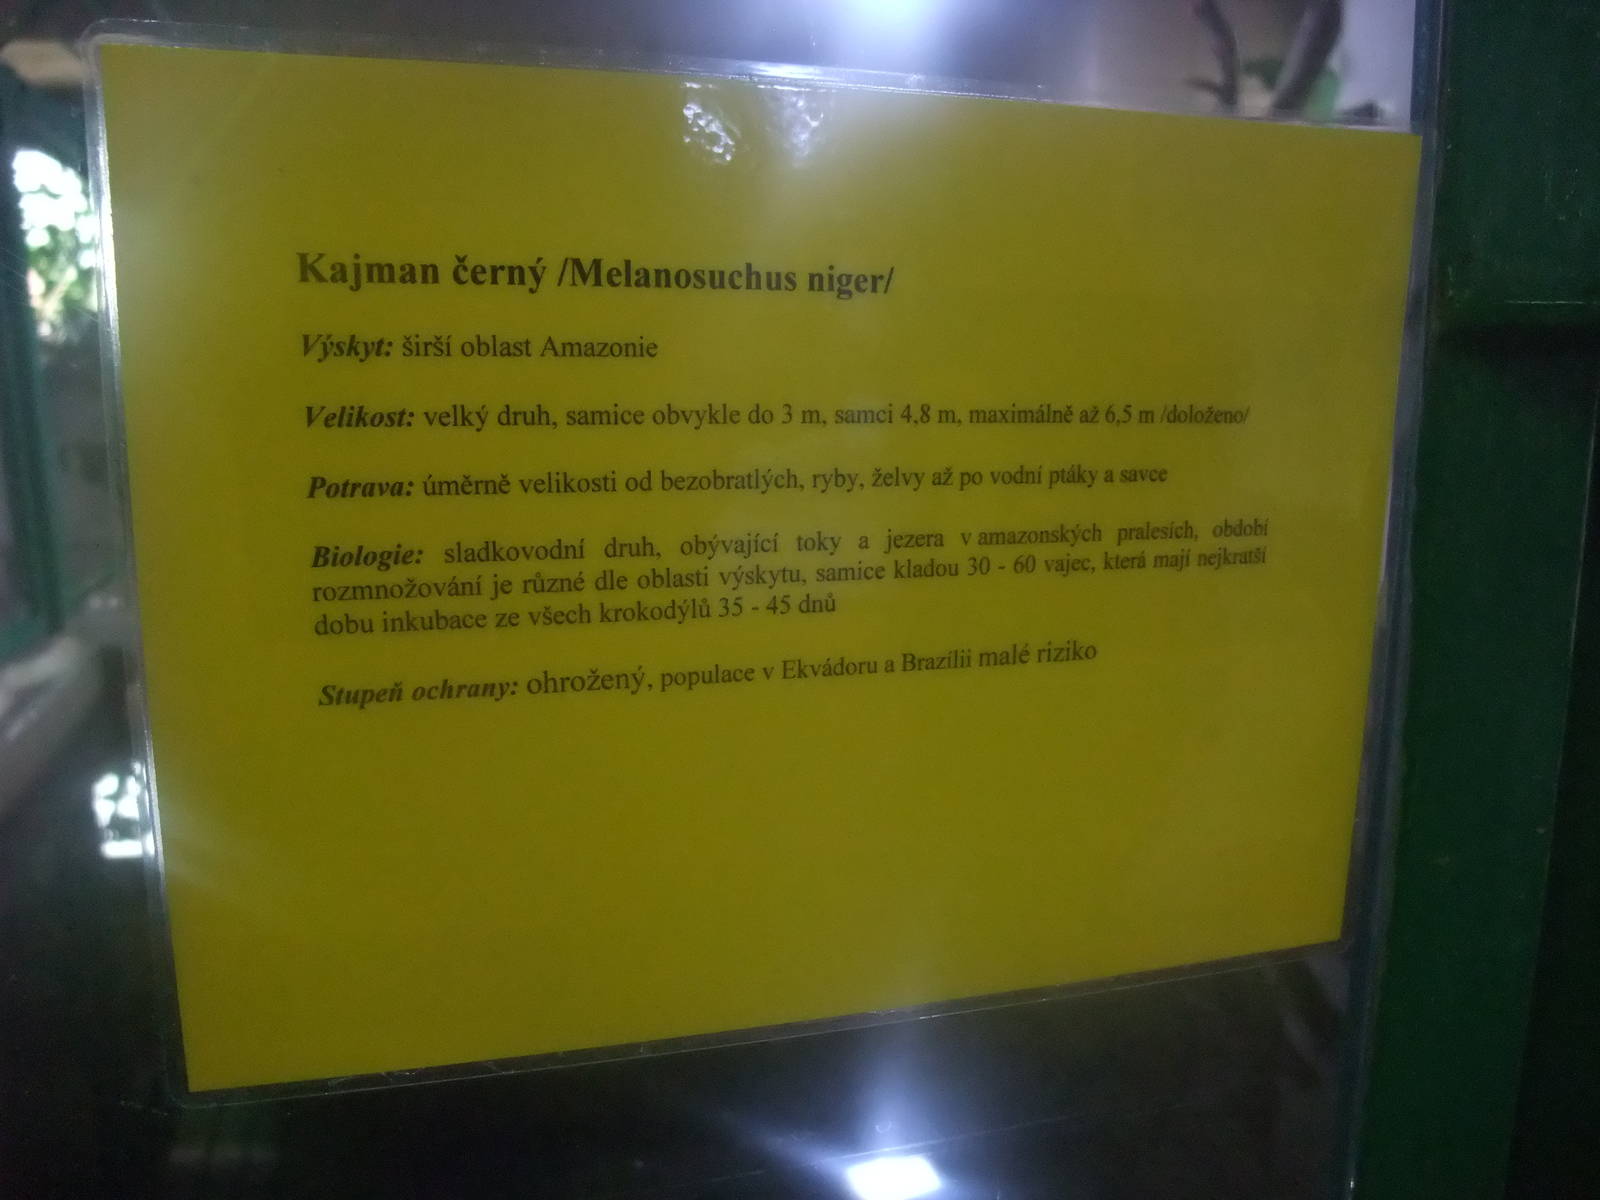 Kajman černý /Melanosuchus niger/
Výskyt: širší oblast Amazonie
Velikost: velký druh, samice obvykle do 3 m, samci 4,8 m, maximálně až 6,5 m /doloženo/
Potrava: úměrně velikosti od bezobratlých, ryby, želvy až po vodní ptáky a savce
Biologie: sladkovodní druh, obývající toky a jezera v amazonských pralesích, období
rozmnožování je různé dle oblasti výskytu, samice kladou 30 - 60 vajec, která mají nejkratší
dobu inkubace ze všech krokodýlů 35 - 45 dnů
Stupeň ochrany: ohrožený, populace v Ekvádoru a Brazílii malé riziko